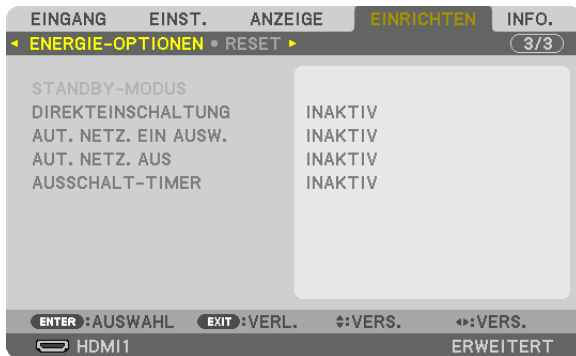 EINGANG EINST. ANZEIGE EINRICHTEN INFO.
ENERGIE-OPTIONEN • RESET 3/3
STANDBY-MODUS
DIREKTEINSCHALTUNG INAKTIV
AUT. NETZ. EIN AUSW. INAKTIV
AUT. NETZ. AUS INAKTIV
AUSSCHALT-TIMER INAKTIV
ENTER :AUSWAHL EXIT :VERL. :VERS. :VERS.
HDMI1 ERWEITERT